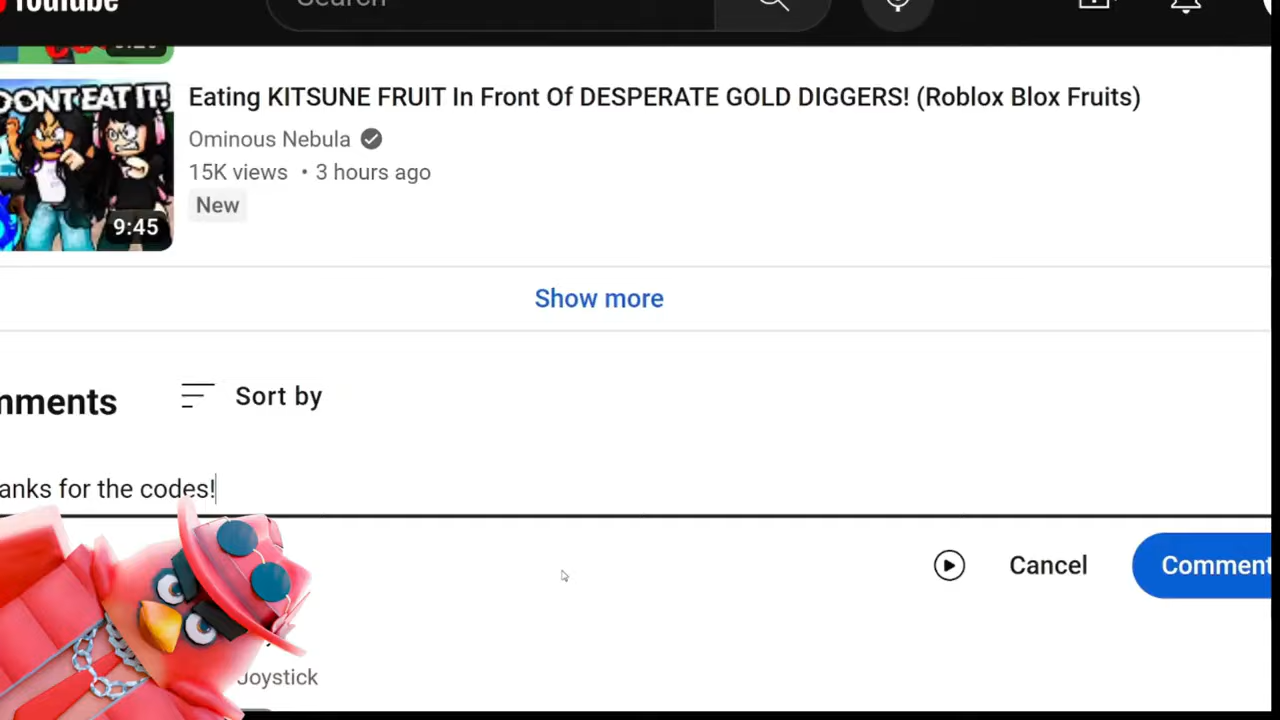 YouTube
Search
DONT EAT IT!
9:45
Eating KITSUNE FRUIT In Front Of DESPERATE GOLD DIGGERS! (Roblox Blox Fruits)
Ominous Nebula
15K views • 3 hours ago
New
Show more
mments
Sort by
anks for the codes!
Cancel
Comment
Joystick